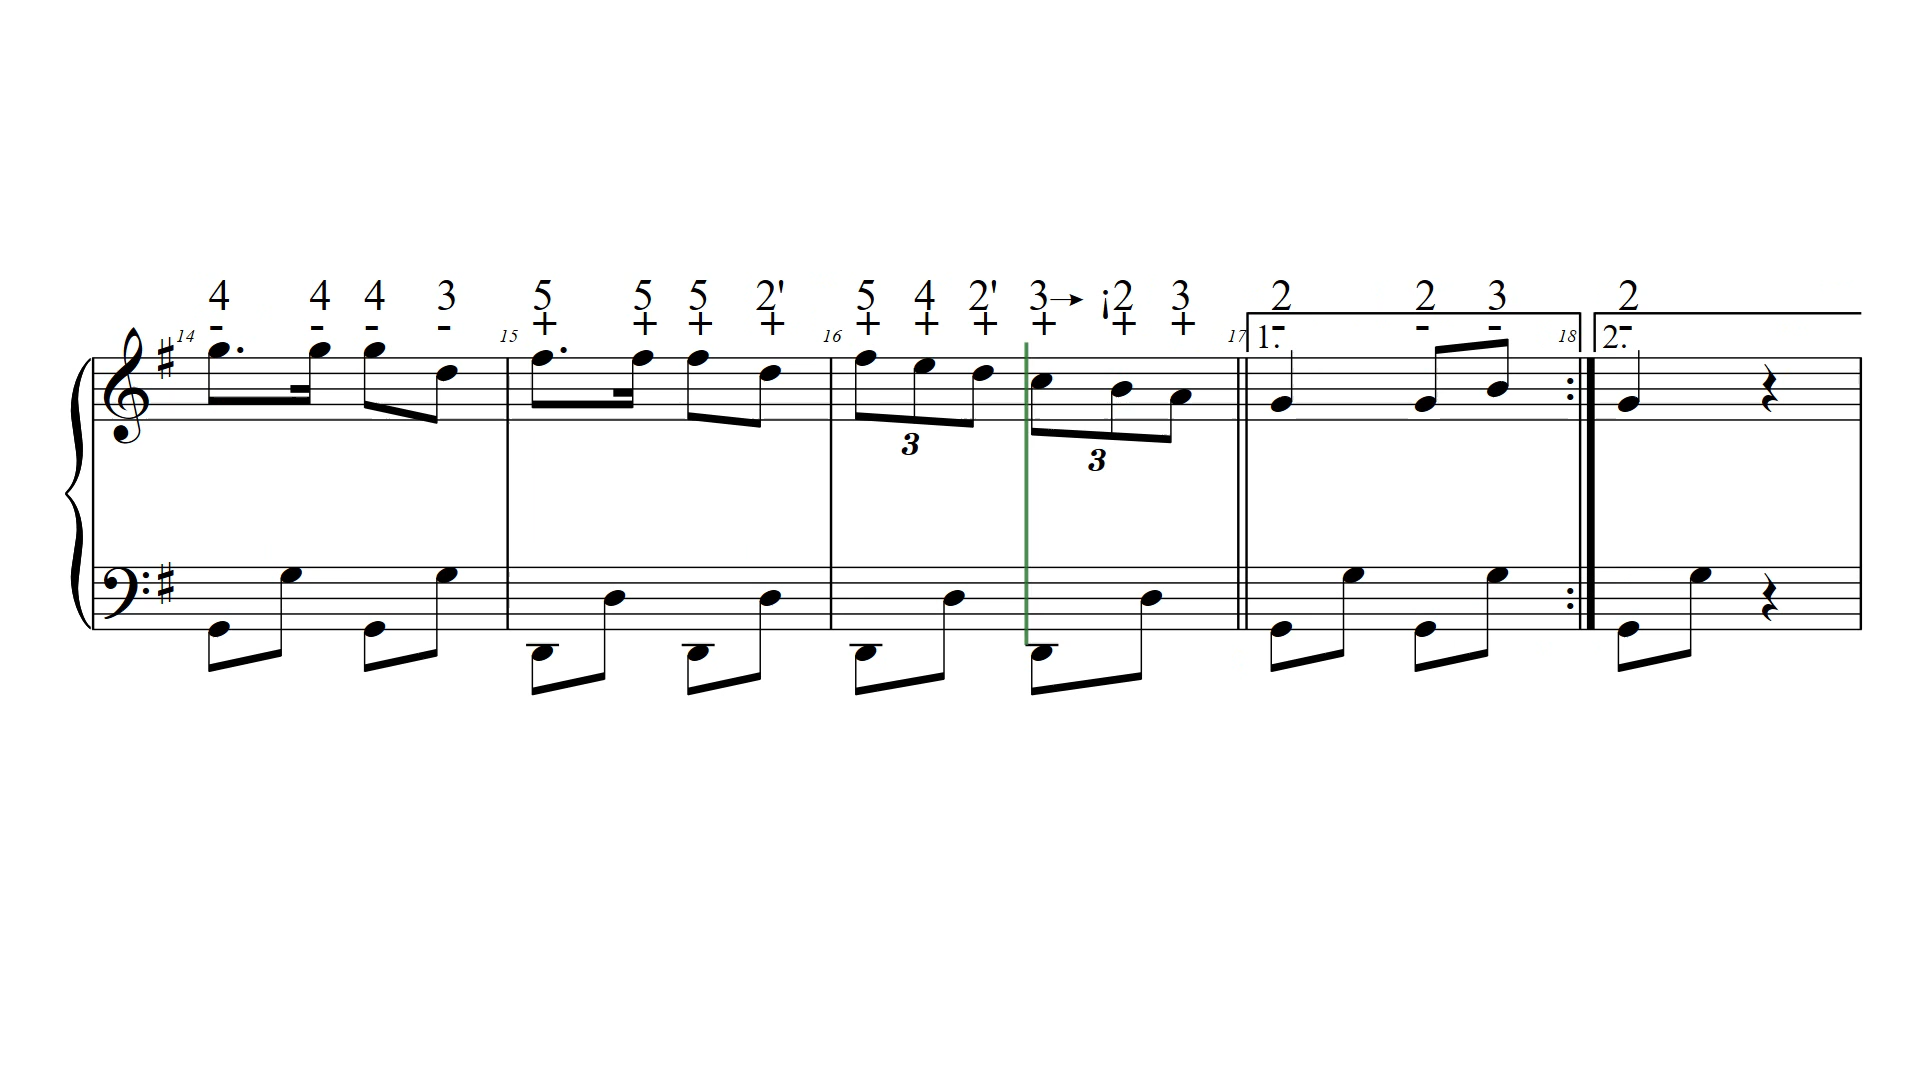 4 4 4 3 5 5 5 2' 5 4 2' 3→ ¡2 3 2 2 3 2
- - - - + + + + + + + + + + - - - -
14 15 16 17 1. 18 2.
3
3